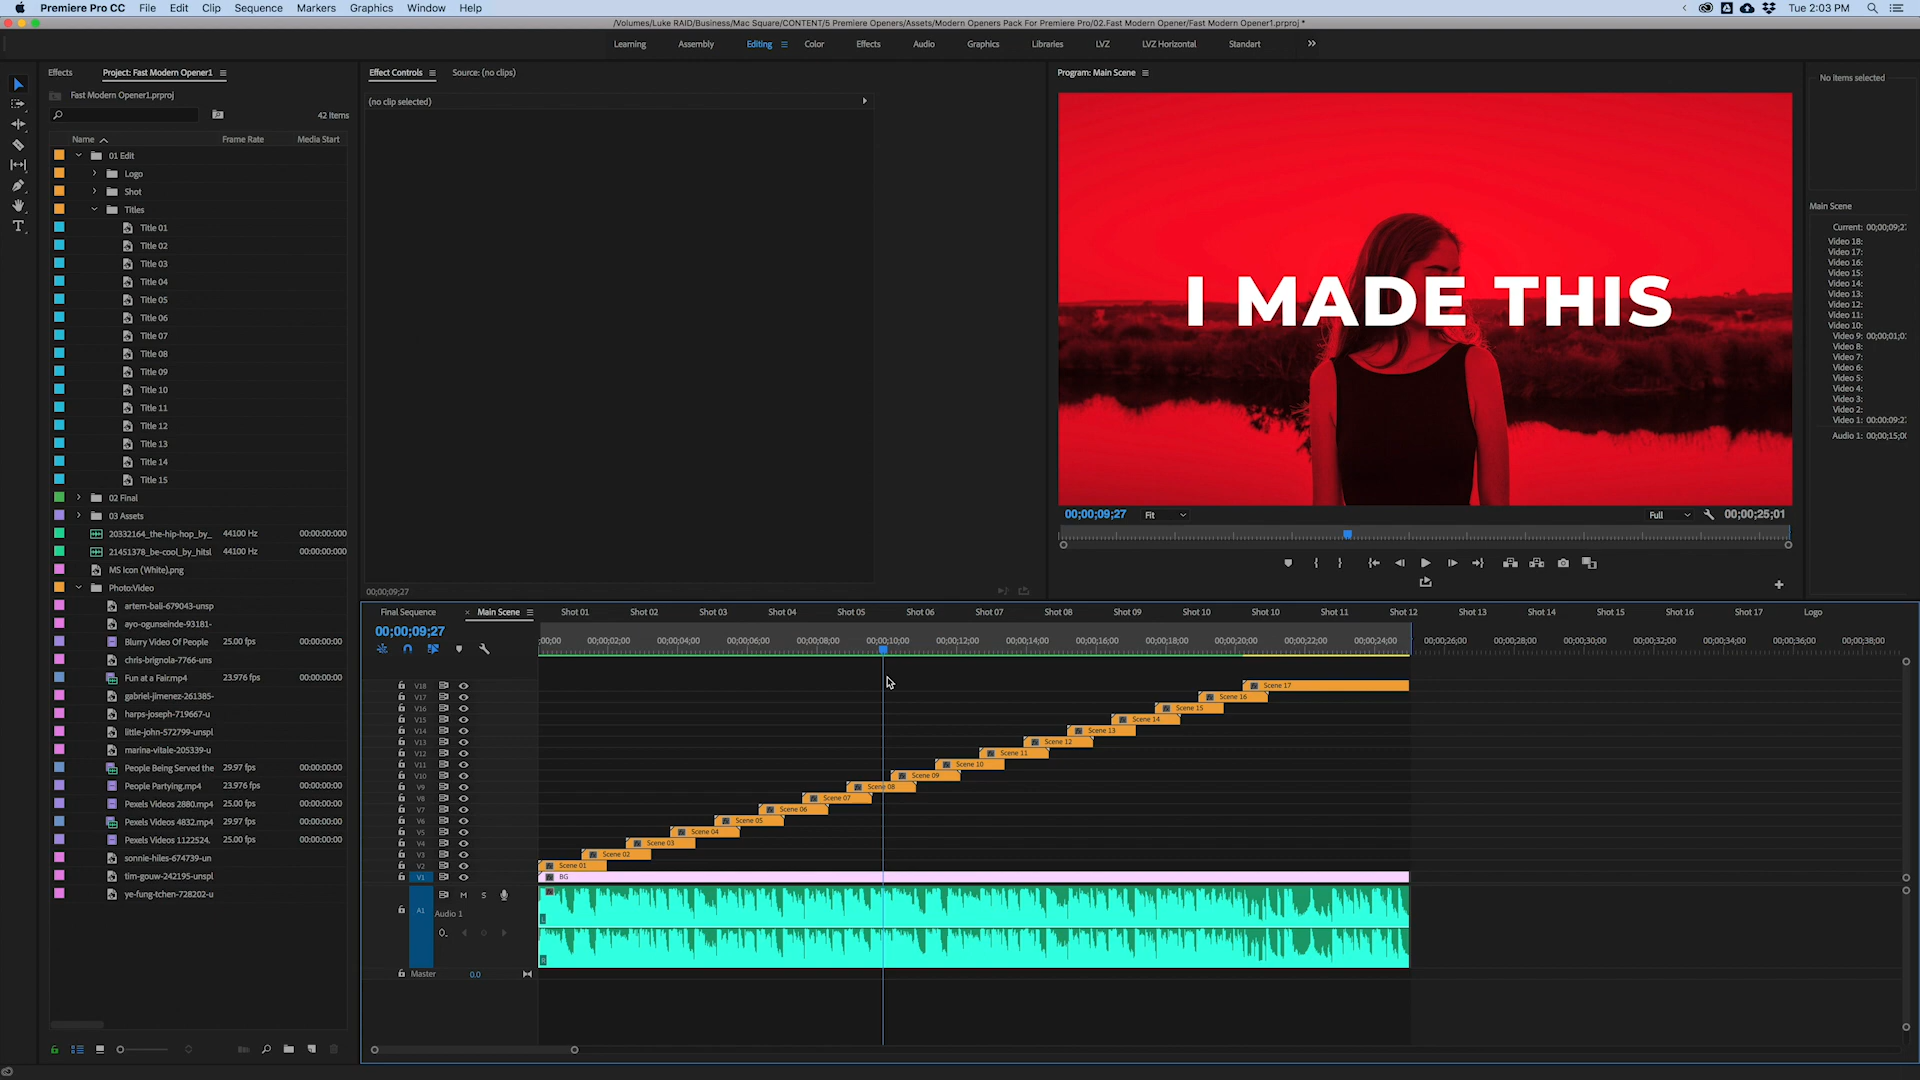 Premiere Pro CC File Edit Clip Sequence Markers Graphics Window Help
Tue 2:03 PM
/Volumes/Luke RAID/Business/Mac Square/CONTENT/5 Premiere Openers/Assets/Modern Openers Pack For Premiere Pro/02.Fast Modern Opener/Fast Modern Opener1.prproj *
Learning Assembly Editing Color Effects Audio Graphics Libraries LVZ LVZ Horizontal Standart
Effects Project: Fast Modern Opener1
Fast Modern Opener1.prproj
42 Items
Name Frame Rate Media Start
01 Edit
Logo
Shot
Titles
Title 01
Title 02
Title 03
Title 04
Title 05
Title 06
Title 07
Title 08
Title 09
Title 10
Title 11
Title 12
Title 13
Title 14
Title 15
02 Final
03 Assets
20332164_the-hip-hop_by_ 44100 Hz 00:00:00:000
21451378_be-cool_by_hitsl 44100 Hz 00:00:00:000
MS Icon (White).png
Photo:Video
artem-bali-679043-unsp
ayo-ogunseinde-93181-
Blurry Video Of People 25.00 fps 00:00:00:00
chris-brignola-7766-uns
Fun at a Fair.mp4 23.976 fps 00:00:00:00
gabriel-jimenez-261385-
harps-joseph-719667-u
little-john-572799-unspl
marina-vitale-205339-u
People Being Served the 29.97 fps 00:00:00:00
People Partying.mp4 23.976 fps 00:00:00:00
Pexels Videos 2880.mp4 25.00 fps 00:00:00:00
Pexels Videos 4832.mp4 29.97 fps 00:00:00:00
Pexels Videos 1122524. 25.00 fps 00:00:00:00
sonnie-hiles-674739-un
tim-gouw-242195-unspl
ye-fung-tchen-728202-u
Effect Controls Source: (no clips)
(no clip selected)
00;00;09;27
Program: Main Scene
I MADE THIS
00;00;09;27 Fit Full 00;00;25;01
No Items selected
Main Scene
Current: 00;00;09;2
Video 18:
Video 17:
Video 16:
Video 15:
Video 14:
Video 13:
Video 12:
Video 11:
Video 10:
Video 9: 00;00;01;0
Video 8:
Video 7:
Video 6:
Video 5:
Video 4:
Video 3:
Video 2:
Video 1: 00:00:09:2
Audio 1: 00;00;15;0
Final Sequence × Main Scene Shot 01 Shot 02 Shot 03 Shot 04 Shot 05 Shot 06 Shot 07 Shot 08 Shot 09 Shot 10 Shot 11 Shot 12 Shot 13 Shot 14 Shot 15 Shot 16 Shot 17 Logo
00;00;09;27
;00;00 00;00;02;00 00;00;04;00 00;00;06;00 00;00;08;00 00;00;10;00 00;00;12;00 00;00;14;00 00;00;16;00 00;00;18;00 00;00;20;00 00;00;22;00 00;00;24;00 00;00;26;00 00;00;28;00 00;00;30;00 00;00;32;00 00;00;34;00 00;00;36;00 00;00;38;00
V18 Scene 17
V17 Scene 16
V16 Scene 15
V15 Scene 14
V14 Scene 13
V13 Scene 12
V12 Scene 11
V11 Scene 10
V10 Scene 09
V9 Scene 08
V8 Scene 07
V7 Scene 06
V6 Scene 05
V5 Scene 04
V4 Scene 03
V3 Scene 02
V2 Scene 01
V1 BG
M S
A1 Audio 1
L
R
Master 0.0